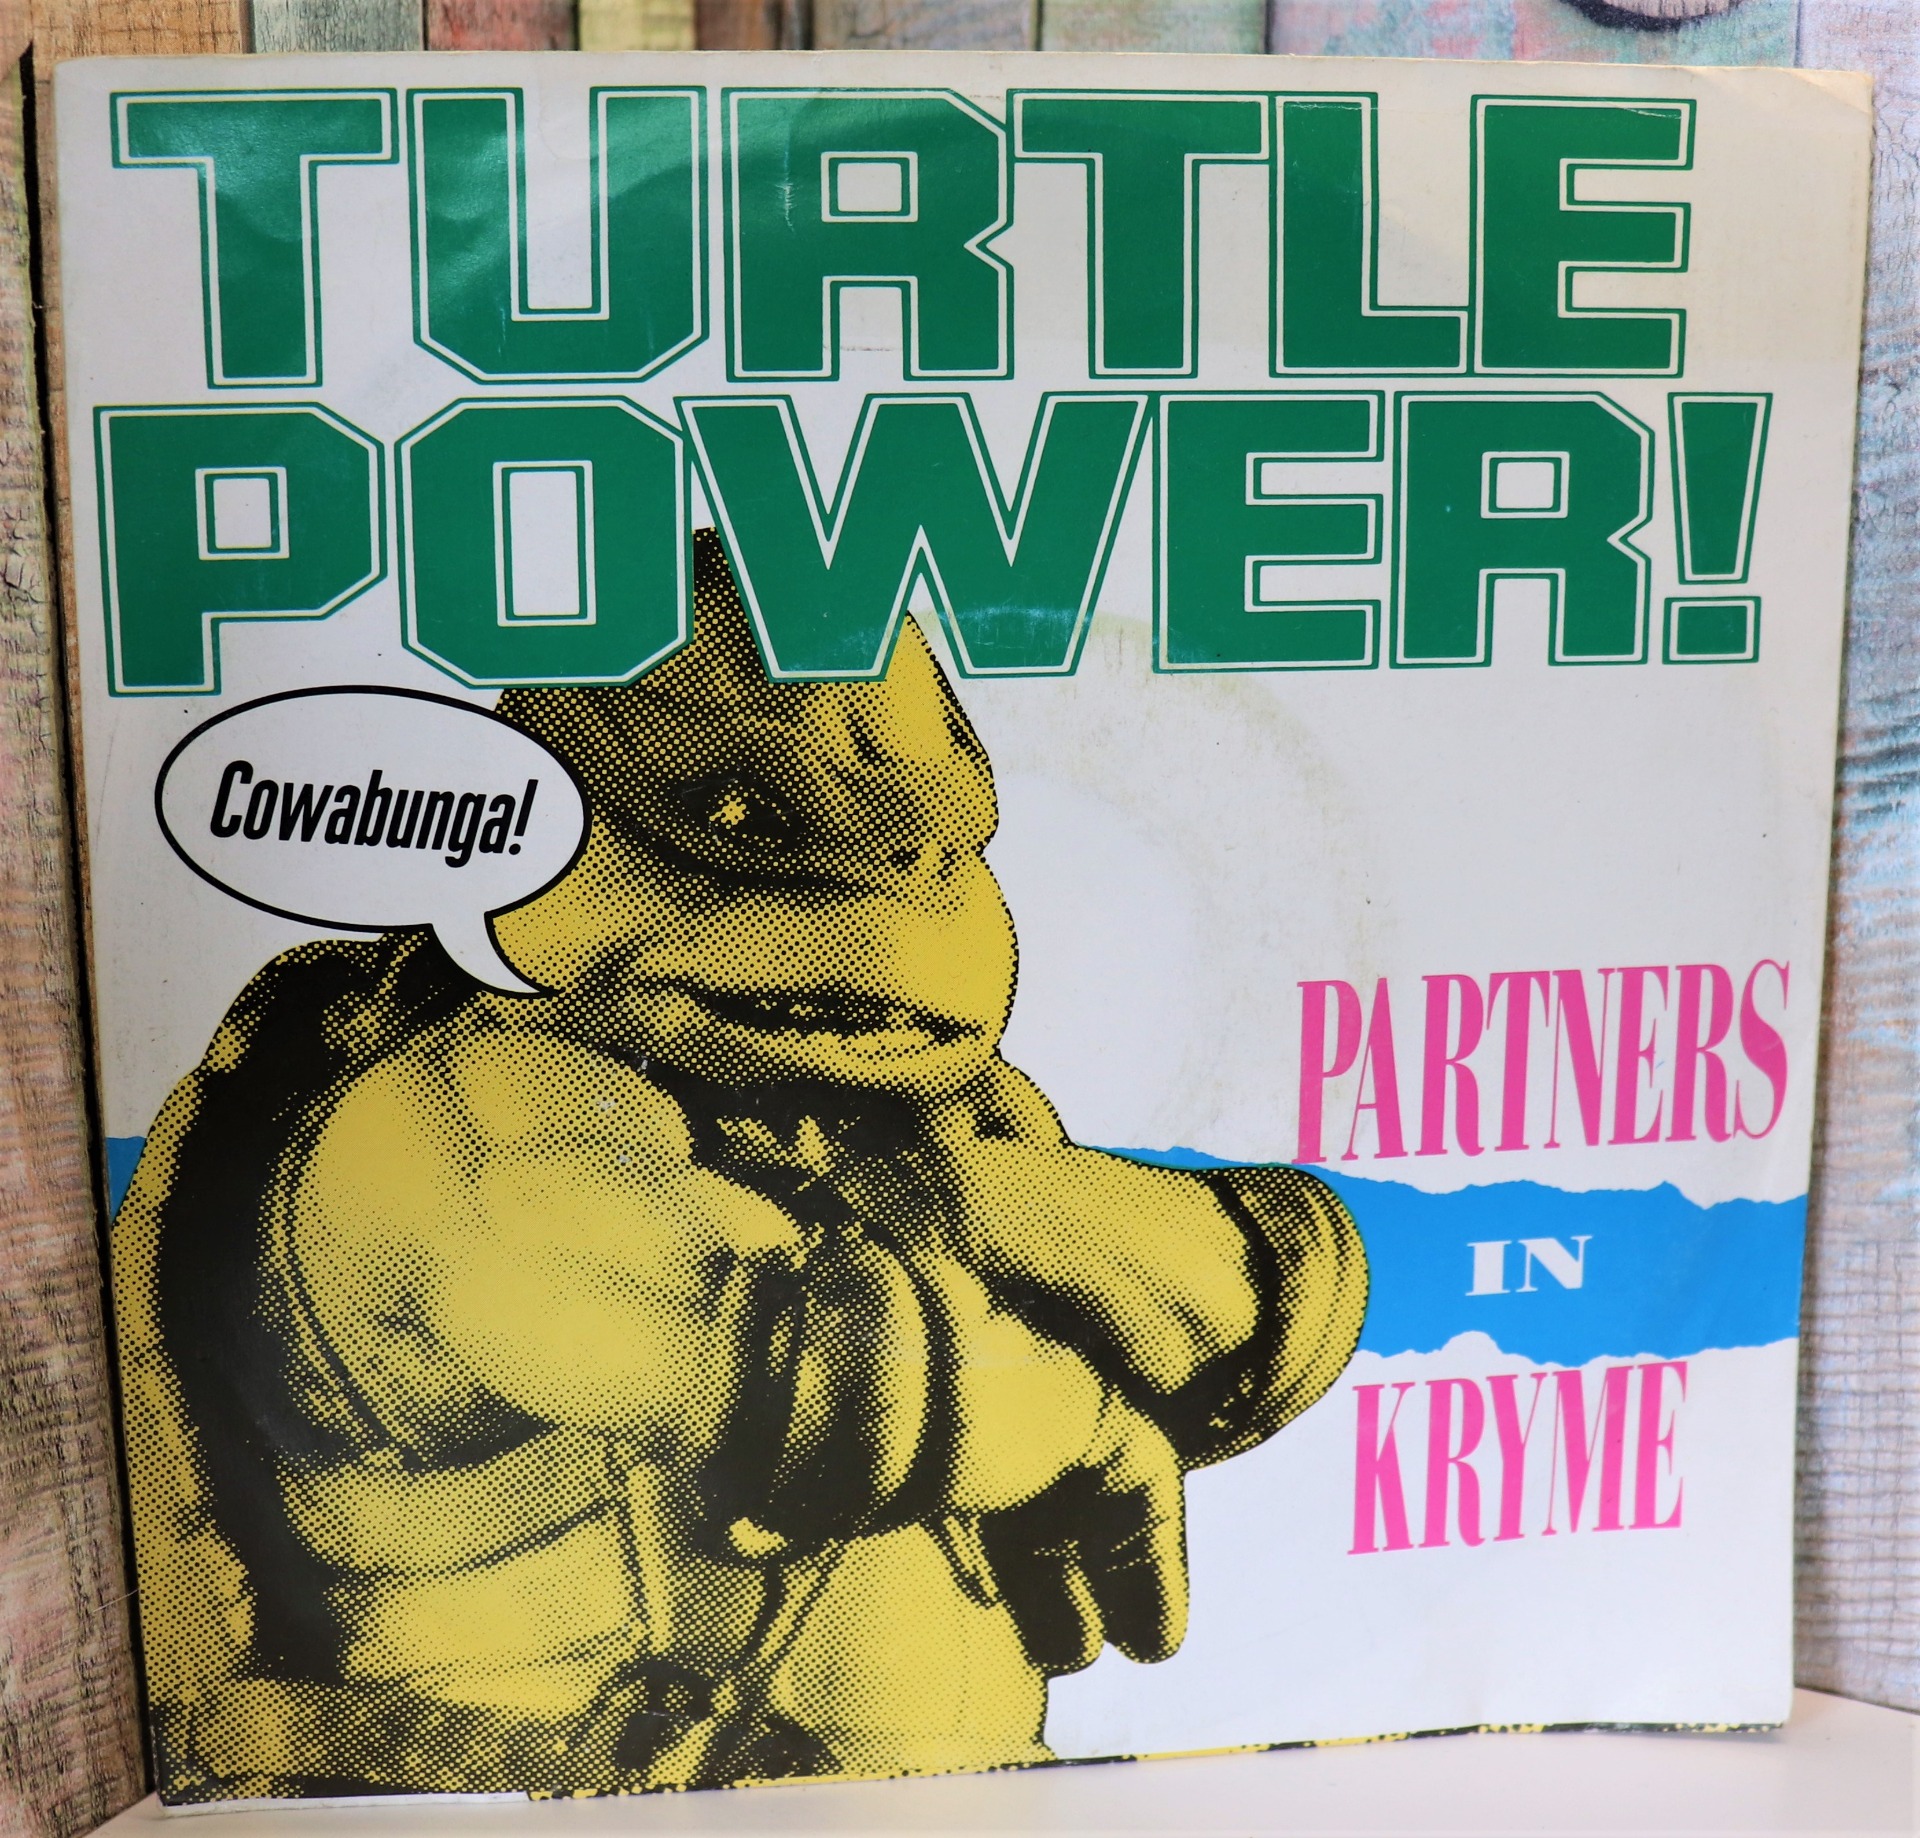 TURTLE
POWER!
Cowabunga!
PARTNERS
IN
KRYME